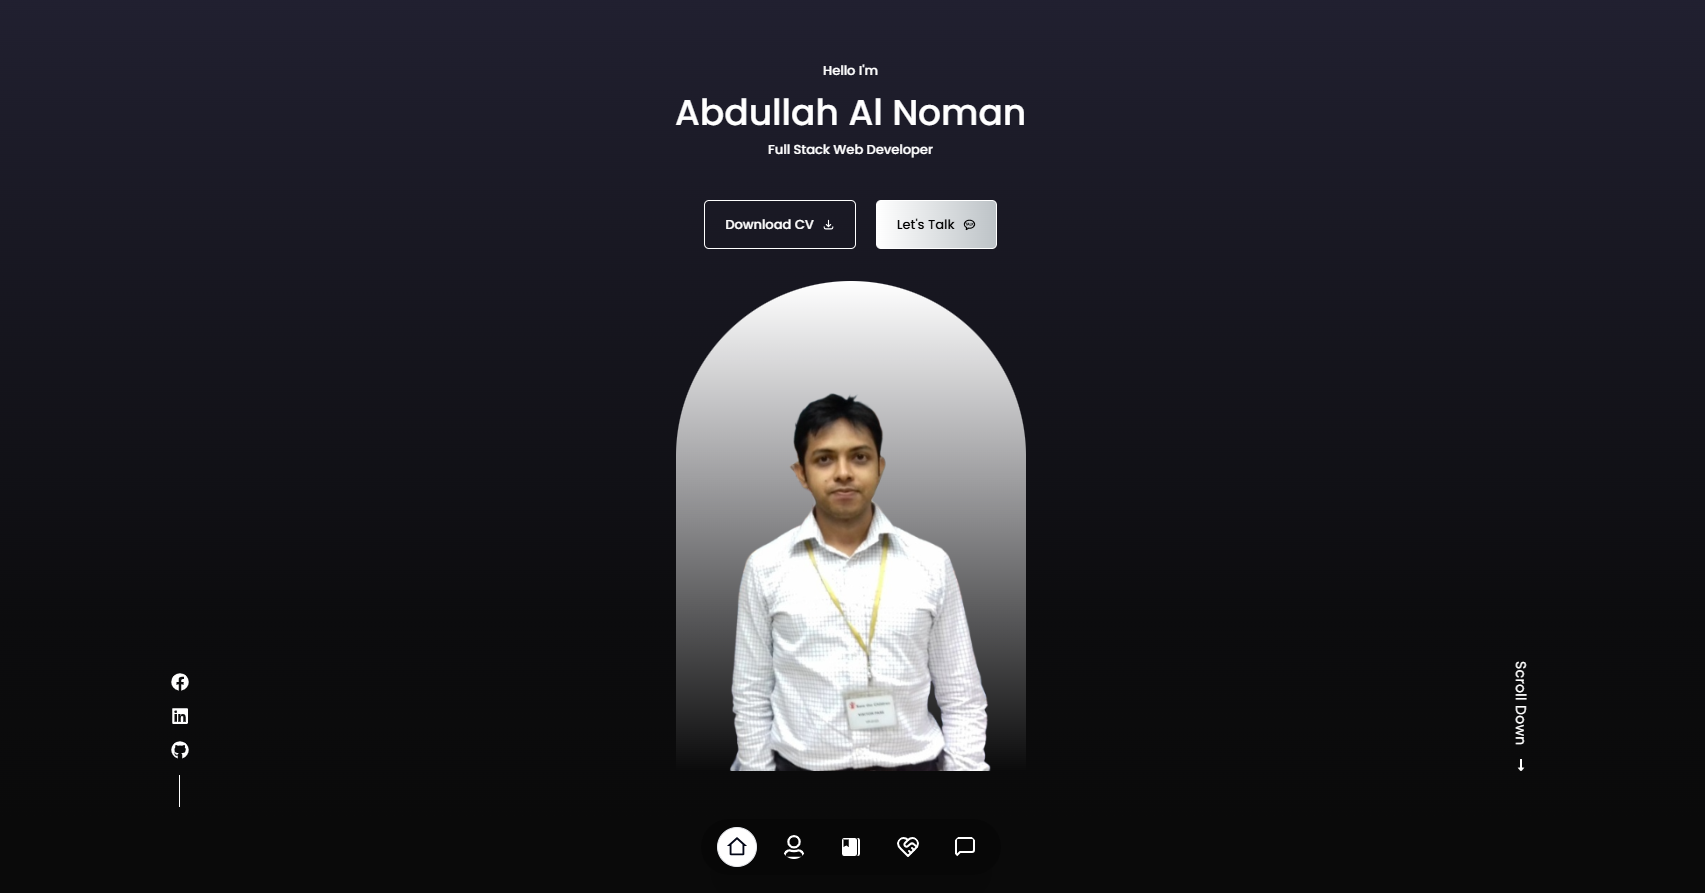 Hello I'm
Abdullah Al Noman
Full Stack Web Developer
Download CV
Let's Talk
Scroll Down